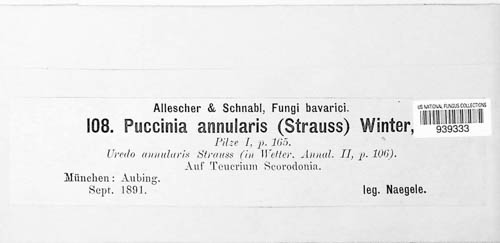 Allescher & Schnabl, Fungi bavarici.
108. Puccinia annularis (Strauss) Winter,
Pilze I, p. 165.
Uredo annularis Strauss (in Wetter. Annal. II, p. 106).
Auf Teucrium Scorodonia.
München: Aubing.
Sept. 1891.
leg. Naegele.
US NATIONAL FUNGUS COLLECTIONS
939333